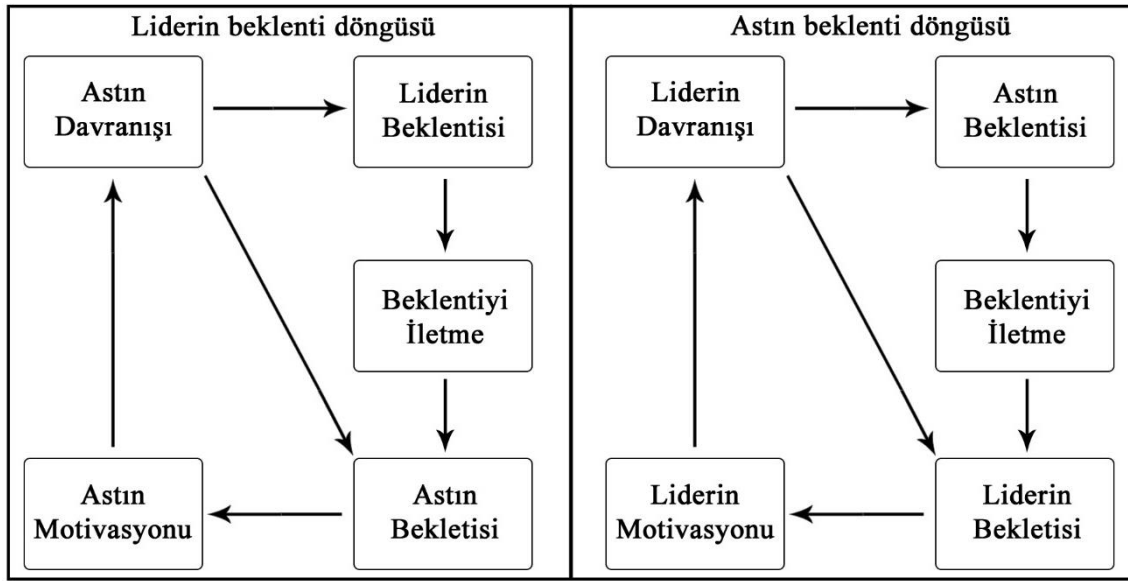 Liderin beklenti döngüsü
Astın
Davranışı
Liderin
Beklentisi
Beklentiyi
İletme
Astın
Motivasyonu
Astın
Bekletisi
Astın beklenti döngüsü
Liderin
Davranışı
Astın
Beklentisi
Beklentiyi
İletme
Liderin
Motivasyonu
Liderin
Bekletisi